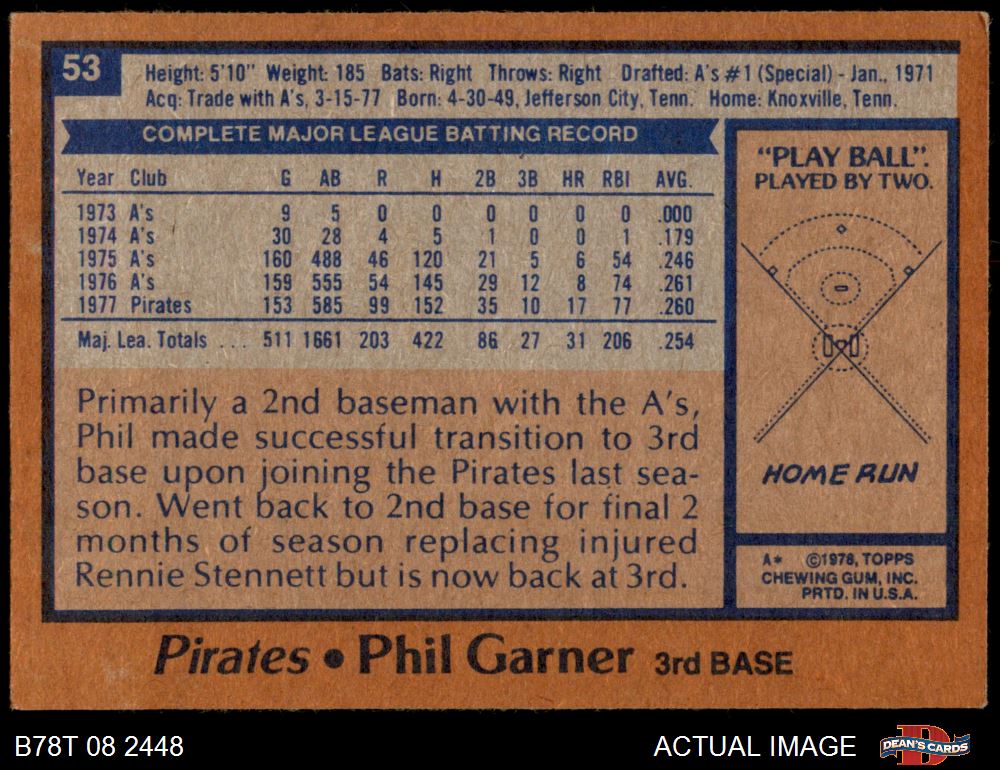 53
Height: 5'10" Weight: 185 Bats: Right Throws: Right Drafted: A's #1 (Special) - Jan., 1971
Acq: Trade with A's, 3-15-77 Born: 4-30-49, Jefferson City, Tenn. Home: Knoxville, Tenn.
COMPLETE MAJOR LEAGUE BATTING RECORD
Year Club G AB R H 2B 3B HR RBI AVG.
1973 A's 9 5 0 0 0 0 0 0 .000
1974 A's 30 28 4 5 1 0 0 1 .179
1975 A's 160 488 46 120 21 5 6 54 .246
1976 A's 159 555 54 145 29 12 8 74 .261
1977 Pirates 153 585 99 152 35 10 17 77 .260
Maj. Lea. Totals ... 511 1661 203 422 86 27 31 206 .254
Primarily a 2nd baseman with the A's,
Phil made successful transition to 3rd
base upon joining the Pirates last sea-
son. Went back to 2nd base for final 2
months of season replacing injured
Rennie Stennett but is now back at 3rd.
"PLAY BALL".
PLAYED BY TWO.
HOME RUN
A* ©1978, TOPPS
CHEWING GUM, INC.
PRTD. IN U.S.A.
Pirates • Phil Garner 3rd BASE
B78T 08 2448
ACTUAL IMAGE
D
DEAN'S CARDS